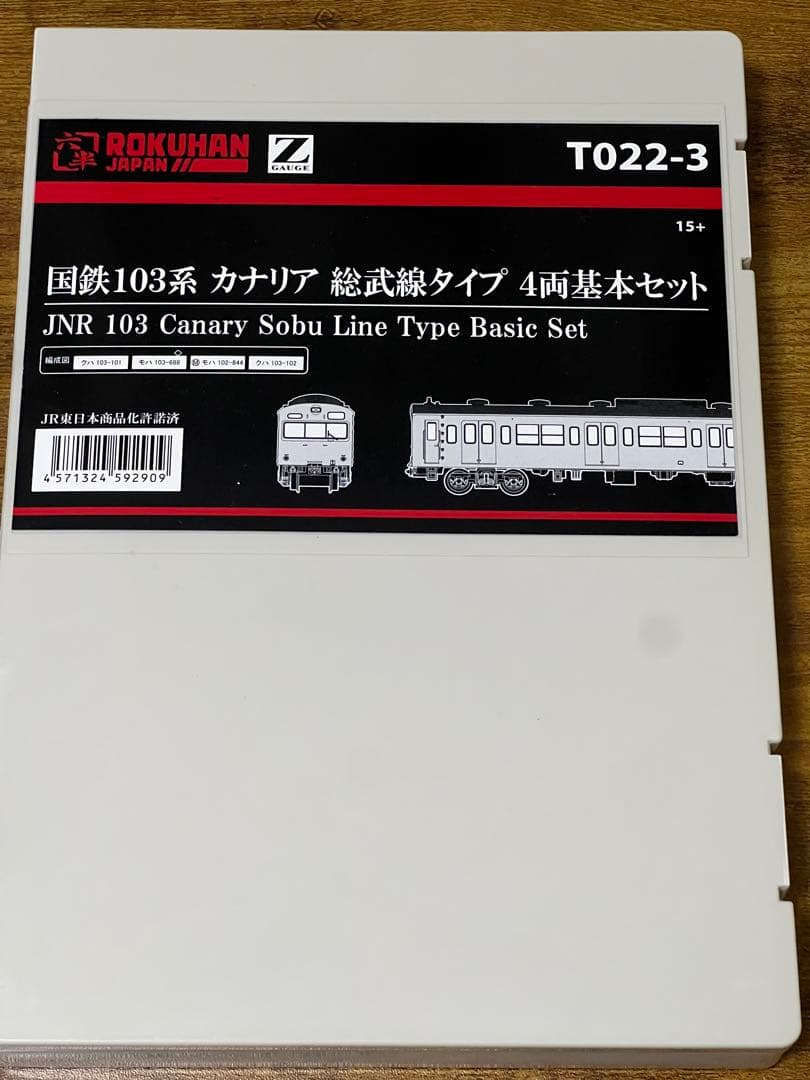 六半 ROKUHAN JAPAN
Z GAUGE
T022-3
15+
国鉄103系 カナリア 総武線タイプ 4両基本セット
JNR 103 Canary Sobu Line Type Basic Set
編成図 クハ 103-101 モハ 103-688 Ⓜ モハ 102-844 クハ 103-102
JR東日本商品化許諾済
4 571324 592909